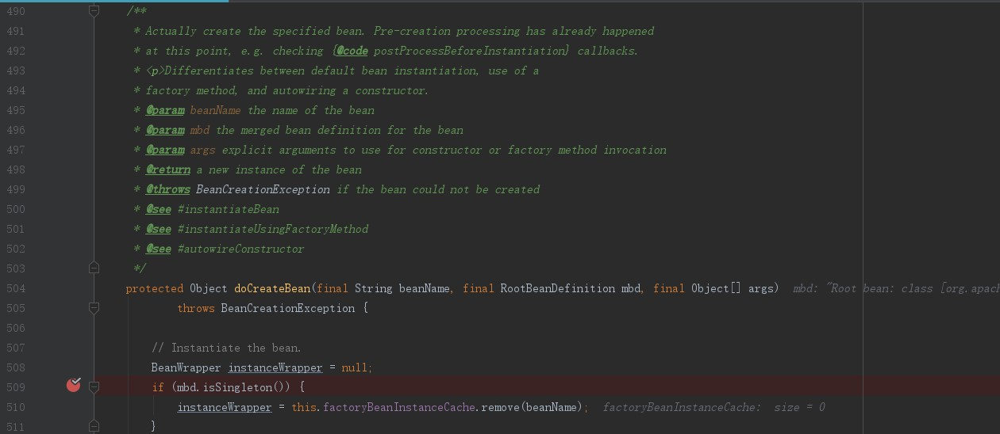 490 /**
491 * Actually create the specified bean. Pre-creation processing has already happened
492 * at this point, e.g. checking {@code postProcessBeforeInstantiation} callbacks.
493 * <p>Differentiates between default bean instantiation, use of a
494 * factory method, and autowiring a constructor.
495 * @param beanName the name of the bean
496 * @param mbd the merged bean definition for the bean
497 * @param args explicit arguments to use for constructor or factory method invocation
498 * @return a new instance of the bean
499 * @throws BeanCreationException if the bean could not be created
500 * @see #instantiateBean
501 * @see #instantiateUsingFactoryMethod
502 * @see #autowireConstructor
503 */
504 protected Object doCreateBean(final String beanName, final RootBeanDefinition mbd, final Object[] args) mbd: "Root bean: class [org.apach
505 throws BeanCreationException {
506
507 // Instantiate the bean.
508 BeanWrapper instanceWrapper = null;
509 if (mbd.isSingleton()) {
510 instanceWrapper = this.factoryBeanInstanceCache.remove(beanName); factoryBeanInstanceCache: size = 0
511 }